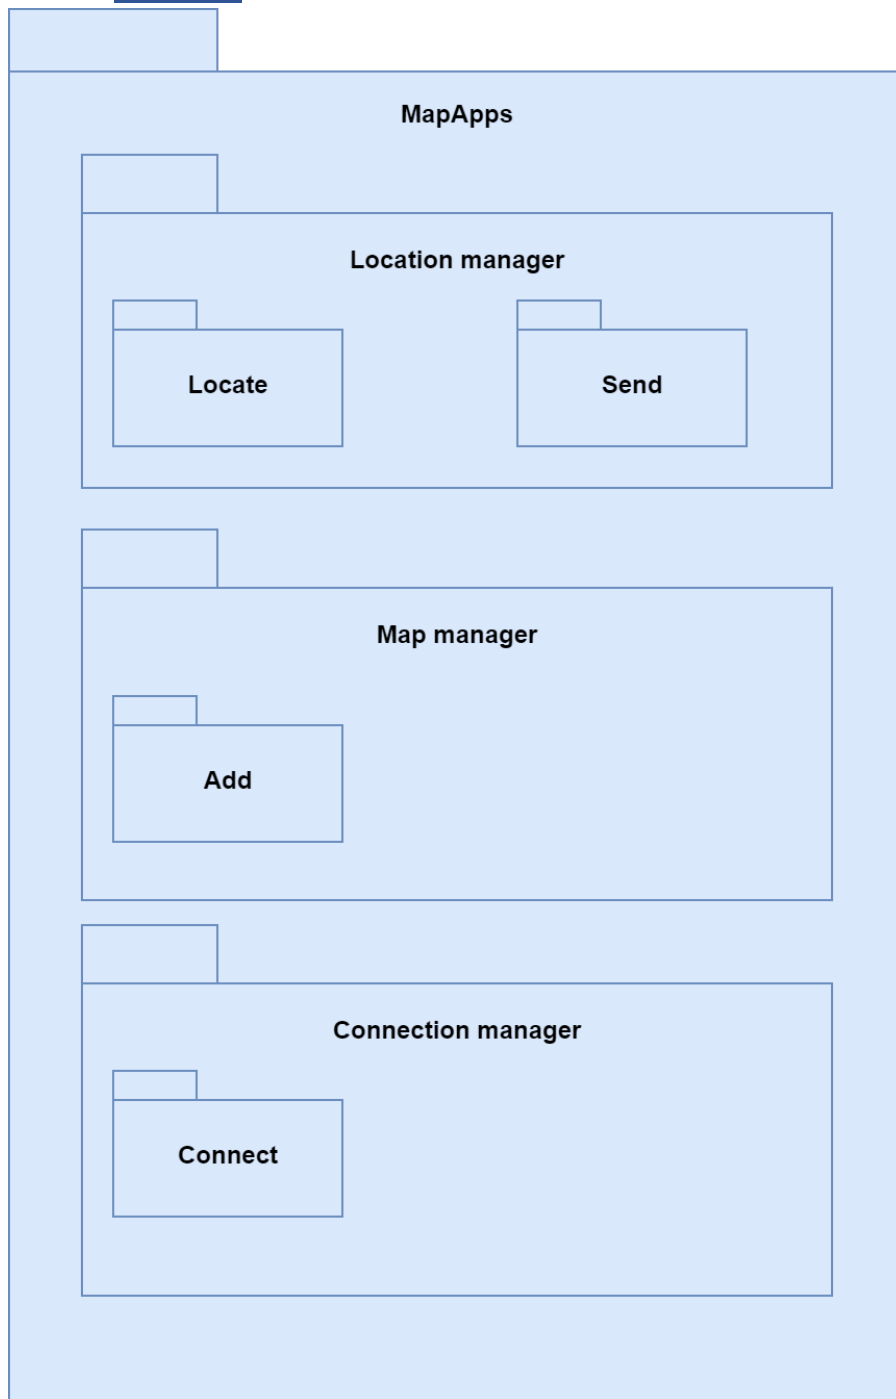 MapApps
Location manager
Locate
Send
Map manager
Add
Connection manager
Connect